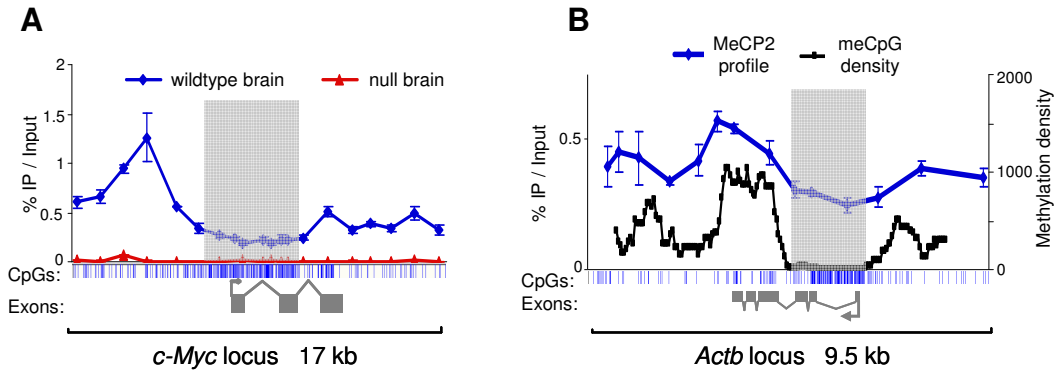 A
2
1.5
1
0.5
0
% IP / Input
wildtype brain
null brain
CpGs:
Exons:
c-Myc locus 17 kb
B
MeCP2
profile
meCpG
density
0.5
0
% IP / Input
2000
1000
0
Methylation density
CpGs:
Exons:
Actb locus 9.5 kb